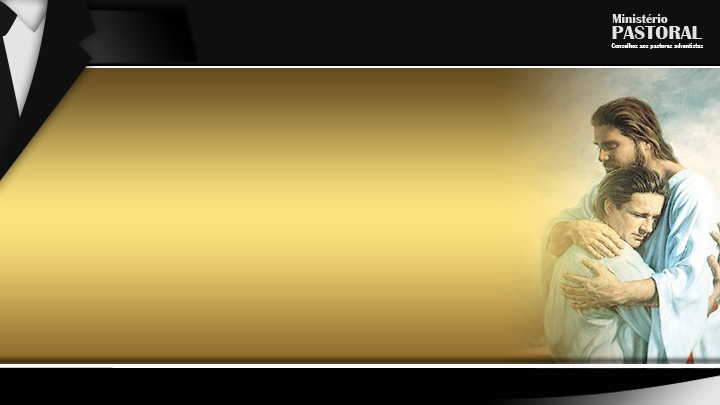 Ministério
PASTORAL
Conselhos aos pastores adventistas